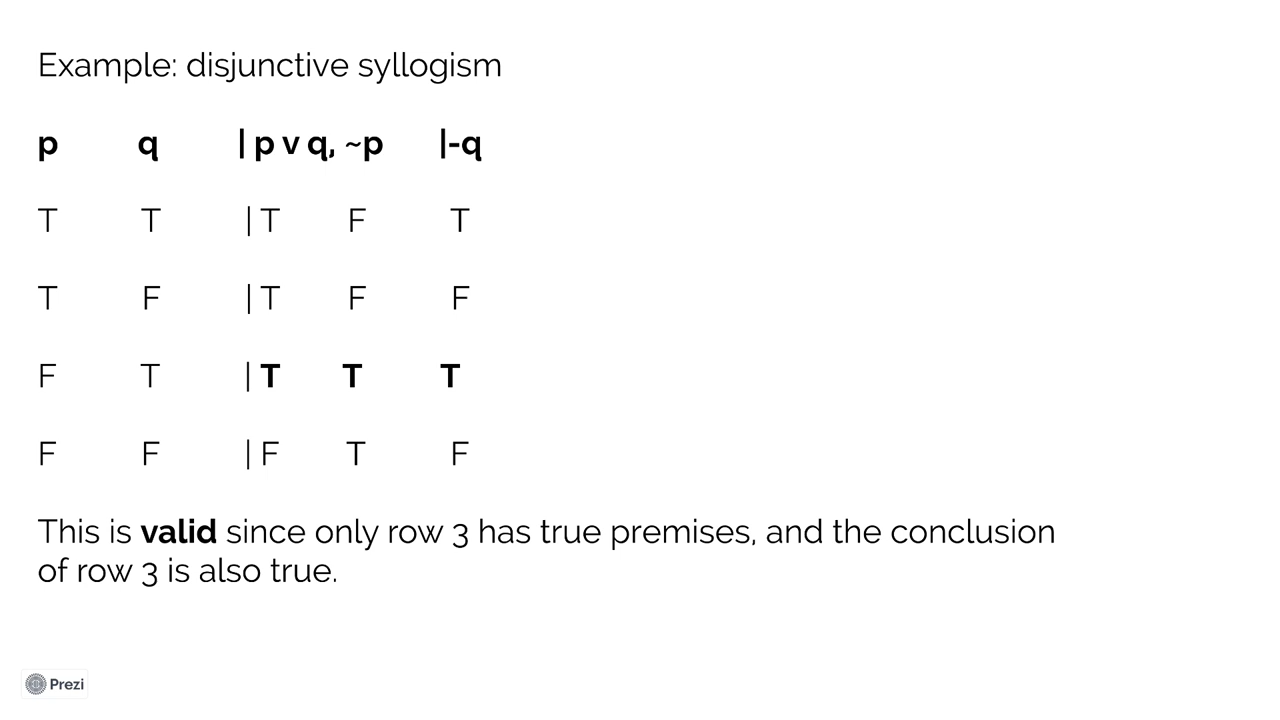 Example: disjunctive syllogism
p q | p v q, ~p |-q
T T | T F T
T F | T F F
F T | T T T
F F | F T F
This is valid since only row 3 has true premises, and the conclusion
of row 3 is also true.
Prezi